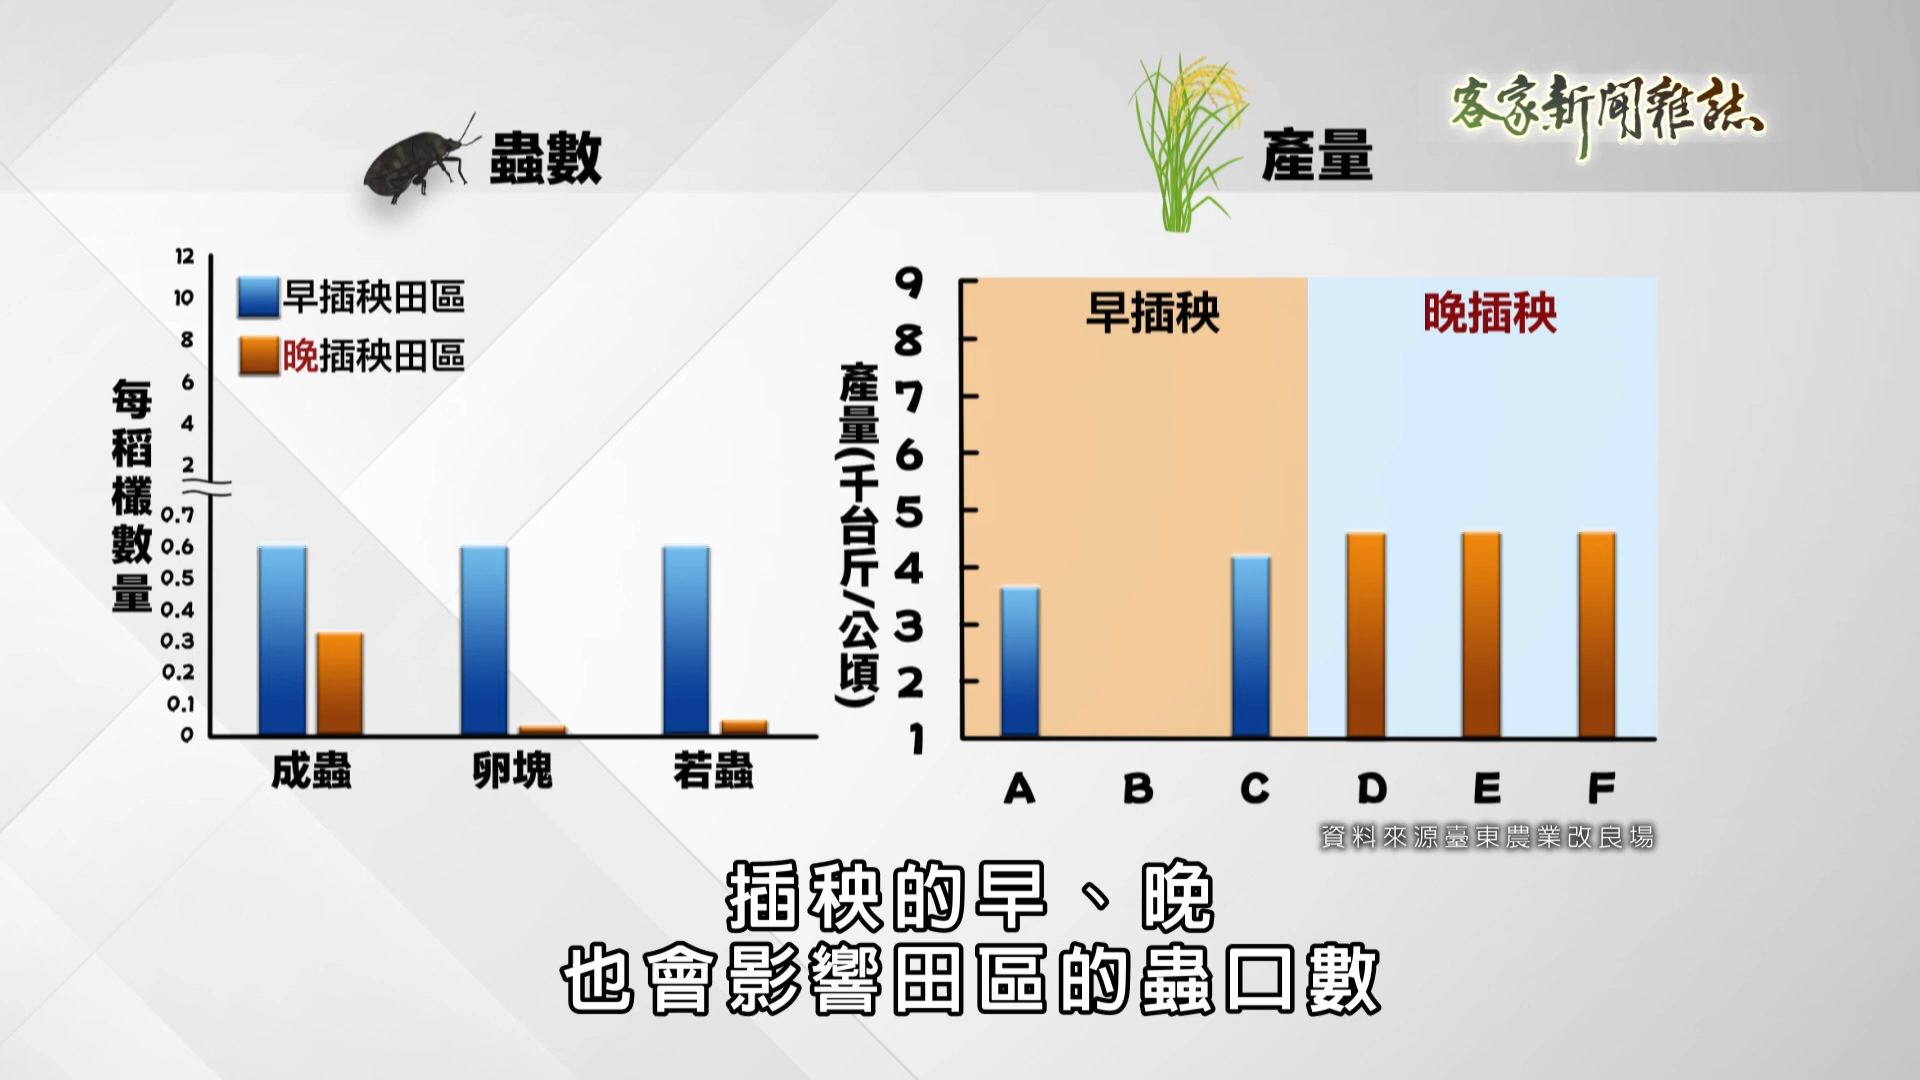 蟲數
產量
客家新聞雜誌
12
10
8
6
4
2
0.7
0.6
0.5
0.4
0.3
0.2
0.1
0
每稻欉數量
早插秧田區
晚插秧田區
成蟲
卵塊
若蟲
產量(千台斤/公頃)
9
8
7
6
5
4
3
2
1
早插秧
晚插秧
A
B
C
D
E
F
資料來源臺東農業改良場
插秧的早、晚
也會影響田區的蟲口數